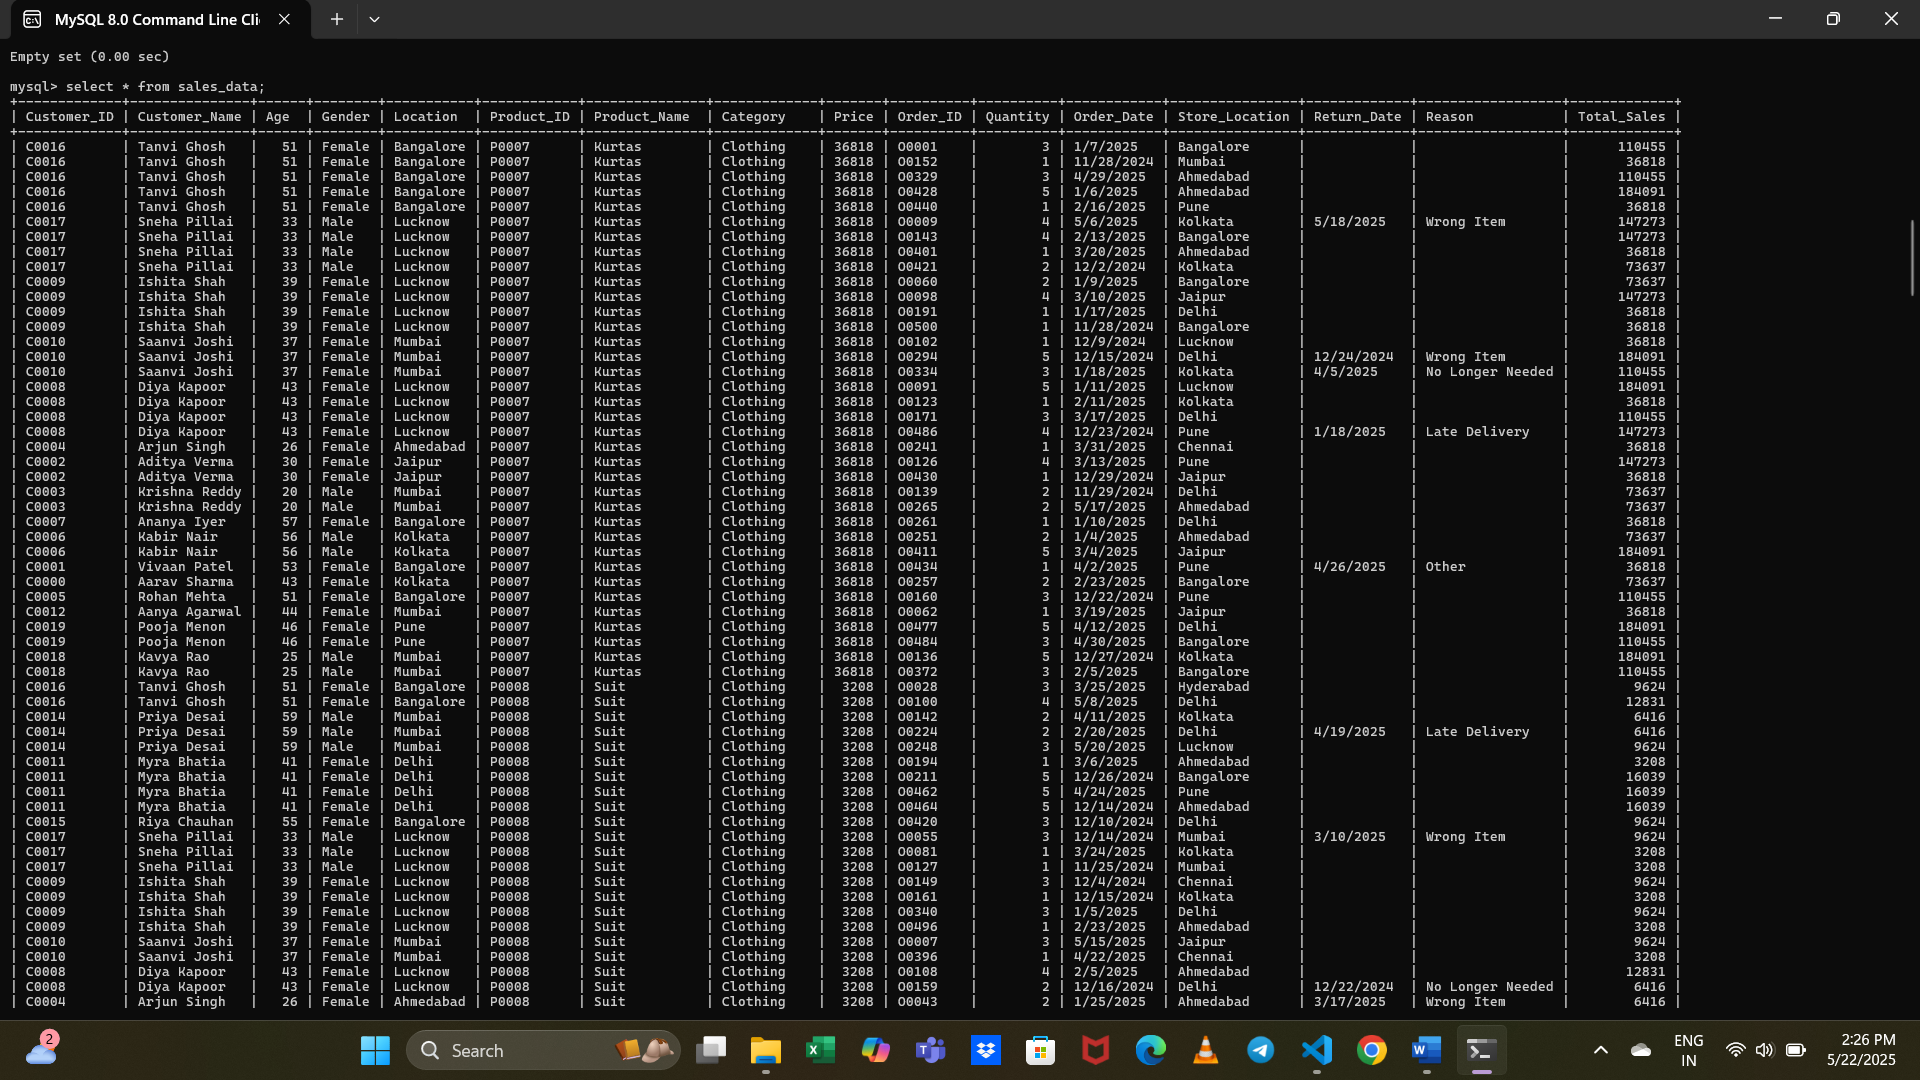 MySQL 8.0 Command Line Cli
Empty set (0.00 sec)
mysql> select * from sales_data;
| Customer_ID | Customer_Name | Age | Gender | Location | Product_ID | Product_Name | Category | Price | Order_ID | Quantity | Order_Date | Store_Location | Return_Date | Reason | Total_Sales |
| C0016 | Tanvi Ghosh | 51 | Female | Bangalore | P0007 | Kurtas | Clothing | 36818 | O0001 | 3 | 1/7/2025 | Bangalore | | | 110455 |
| C0016 | Tanvi Ghosh | 51 | Female | Bangalore | P0007 | Kurtas | Clothing | 36818 | O0152 | 1 | 11/28/2024 | Mumbai | | | 36818 |
| C0016 | Tanvi Ghosh | 51 | Female | Bangalore | P0007 | Kurtas | Clothing | 36818 | O0329 | 3 | 4/29/2025 | Ahmedabad | | | 110455 |
| C0016 | Tanvi Ghosh | 51 | Female | Bangalore | P0007 | Kurtas | Clothing | 36818 | O0428 | 5 | 1/6/2025 | Ahmedabad | | | 184091 |
| C0016 | Tanvi Ghosh | 51 | Female | Bangalore | P0007 | Kurtas | Clothing | 36818 | O0440 | 1 | 2/16/2025 | Pune | | | 36818 |
| C0017 | Sneha Pillai | 33 | Male | Lucknow | P0007 | Kurtas | Clothing | 36818 | O0009 | 4 | 5/6/2025 | Kolkata | 5/18/2025 | Wrong Item | 147273 |
| C0017 | Sneha Pillai | 33 | Male | Lucknow | P0007 | Kurtas | Clothing | 36818 | O0143 | 4 | 2/13/2025 | Bangalore | | | 147273 |
| C0017 | Sneha Pillai | 33 | Male | Lucknow | P0007 | Kurtas | Clothing | 36818 | O0401 | 1 | 3/20/2025 | Ahmedabad | | | 36818 |
| C0017 | Sneha Pillai | 33 | Male | Lucknow | P0007 | Kurtas | Clothing | 36818 | O0421 | 2 | 12/2/2024 | Kolkata | | | 73637 |
| C0009 | Ishita Shah | 39 | Female | Lucknow | P0007 | Kurtas | Clothing | 36818 | O0060 | 2 | 1/9/2025 | Bangalore | | | 73637 |
| C0009 | Ishita Shah | 39 | Female | Lucknow | P0007 | Kurtas | Clothing | 36818 | O0098 | 4 | 3/10/2025 | Jaipur | | | 147273 |
| C0009 | Ishita Shah | 39 | Female | Lucknow | P0007 | Kurtas | Clothing | 36818 | O0191 | 1 | 1/17/2025 | Delhi | | | 36818 |
| C0009 | Ishita Shah | 39 | Female | Lucknow | P0007 | Kurtas | Clothing | 36818 | O0500 | 1 | 11/28/2024 | Bangalore | | | 36818 |
| C0010 | Saanvi Joshi | 37 | Female | Mumbai | P0007 | Kurtas | Clothing | 36818 | O0102 | 1 | 12/9/2024 | Lucknow | | | 36818 |
| C0010 | Saanvi Joshi | 37 | Female | Mumbai | P0007 | Kurtas | Clothing | 36818 | O0294 | 5 | 12/15/2024 | Delhi | 12/24/2024 | Wrong Item | 184091 |
| C0010 | Saanvi Joshi | 37 | Female | Mumbai | P0007 | Kurtas | Clothing | 36818 | O0334 | 3 | 1/18/2025 | Kolkata | 4/5/2025 | No Longer Needed | 110455 |
| C0008 | Diya Kapoor | 43 | Female | Lucknow | P0007 | Kurtas | Clothing | 36818 | O0091 | 5 | 1/11/2025 | Lucknow | | | 184091 |
| C0008 | Diya Kapoor | 43 | Female | Lucknow | P0007 | Kurtas | Clothing | 36818 | O0123 | 1 | 2/11/2025 | Kolkata | | | 36818 |
| C0008 | Diya Kapoor | 43 | Female | Lucknow | P0007 | Kurtas | Clothing | 36818 | O0171 | 3 | 3/17/2025 | Delhi | | | 110455 |
| C0008 | Diya Kapoor | 43 | Female | Lucknow | P0007 | Kurtas | Clothing | 36818 | O0486 | 4 | 12/23/2024 | Pune | 1/18/2025 | Late Delivery | 147273 |
| C0004 | Arjun Singh | 26 | Female | Ahmedabad | P0007 | Kurtas | Clothing | 36818 | O0241 | 1 | 3/31/2025 | Chennai | | | 36818 |
| C0002 | Aditya Verma | 30 | Female | Jaipur | P0007 | Kurtas | Clothing | 36818 | O0126 | 4 | 3/13/2025 | Pune | | | 147273 |
| C0002 | Aditya Verma | 30 | Female | Jaipur | P0007 | Kurtas | Clothing | 36818 | O0430 | 1 | 12/29/2024 | Jaipur | | | 36818 |
| C0003 | Krishna Reddy | 20 | Male | Mumbai | P0007 | Kurtas | Clothing | 36818 | O0139 | 2 | 11/29/2024 | Delhi | | | 73637 |
| C0003 | Krishna Reddy | 20 | Male | Mumbai | P0007 | Kurtas | Clothing | 36818 | O0265 | 2 | 5/17/2025 | Ahmedabad | | | 73637 |
| C0007 | Ananya Iyer | 57 | Female | Bangalore | P0007 | Kurtas | Clothing | 36818 | O0261 | 1 | 1/10/2025 | Delhi | | | 36818 |
| C0006 | Kabir Nair | 56 | Male | Kolkata | P0007 | Kurtas | Clothing | 36818 | O0251 | 2 | 1/4/2025 | Ahmedabad | | | 73637 |
| C0006 | Kabir Nair | 56 | Male | Kolkata | P0007 | Kurtas | Clothing | 36818 | O0411 | 5 | 3/4/2025 | Jaipur | | | 184091 |
| C0001 | Vivaan Patel | 53 | Female | Bangalore | P0007 | Kurtas | Clothing | 36818 | O0434 | 1 | 4/2/2025 | Pune | 4/26/2025 | Other | 36818 |
| C0000 | Aarav Sharma | 43 | Female | Kolkata | P0007 | Kurtas | Clothing | 36818 | O0257 | 2 | 2/23/2025 | Bangalore | | | 73637 |
| C0005 | Rohan Mehta | 51 | Female | Bangalore | P0007 | Kurtas | Clothing | 36818 | O0160 | 3 | 12/22/2024 | Pune | | | 110455 |
| C0012 | Aanya Agarwal | 44 | Female | Mumbai | P0007 | Kurtas | Clothing | 36818 | O0062 | 1 | 3/19/2025 | Jaipur | | | 36818 |
| C0019 | Pooja Menon | 46 | Female | Pune | P0007 | Kurtas | Clothing | 36818 | O0477 | 5 | 4/12/2025 | Delhi | | | 184091 |
| C0019 | Pooja Menon | 46 | Female | Pune | P0007 | Kurtas | Clothing | 36818 | O0484 | 3 | 4/30/2025 | Bangalore | | | 110455 |
| C0018 | Kavya Rao | 25 | Male | Mumbai | P0007 | Kurtas | Clothing | 36818 | O0136 | 5 | 12/27/2024 | Kolkata | | | 184091 |
| C0018 | Kavya Rao | 25 | Male | Mumbai | P0007 | Kurtas | Clothing | 36818 | O0372 | 3 | 2/5/2025 | Bangalore | | | 110455 |
| C0016 | Tanvi Ghosh | 51 | Female | Bangalore | P0008 | Suit | Clothing | 3208 | O0028 | 3 | 3/25/2025 | Hyderabad | | | 9624 |
| C0016 | Tanvi Ghosh | 51 | Female | Bangalore | P0008 | Suit | Clothing | 3208 | O0100 | 4 | 5/8/2025 | Delhi | | | 12831 |
| C0014 | Priya Desai | 59 | Male | Mumbai | P0008 | Suit | Clothing | 3208 | O0142 | 2 | 4/11/2025 | Kolkata | | | 6416 |
| C0014 | Priya Desai | 59 | Male | Mumbai | P0008 | Suit | Clothing | 3208 | O0224 | 2 | 2/20/2025 | Delhi | 4/19/2025 | Late Delivery | 6416 |
| C0014 | Priya Desai | 59 | Male | Mumbai | P0008 | Suit | Clothing | 3208 | O0248 | 3 | 5/20/2025 | Lucknow | | | 9624 |
| C0011 | Myra Bhatia | 41 | Female | Delhi | P0008 | Suit | Clothing | 3208 | O0194 | 1 | 3/6/2025 | Ahmedabad | | | 3208 |
| C0011 | Myra Bhatia | 41 | Female | Delhi | P0008 | Suit | Clothing | 3208 | O0211 | 5 | 12/26/2024 | Bangalore | | | 16039 |
| C0011 | Myra Bhatia | 41 | Female | Delhi | P0008 | Suit | Clothing | 3208 | O0462 | 5 | 4/24/2025 | Pune | | | 16039 |
| C0011 | Myra Bhatia | 41 | Female | Delhi | P0008 | Suit | Clothing | 3208 | O0464 | 5 | 12/14/2024 | Ahmedabad | | | 16039 |
| C0015 | Riya Chauhan | 55 | Female | Bangalore | P0008 | Suit | Clothing | 3208 | O0420 | 3 | 12/10/2024 | Delhi | | | 9624 |
| C0017 | Sneha Pillai | 33 | Male | Lucknow | P0008 | Suit | Clothing | 3208 | O0055 | 3 | 12/14/2024 | Mumbai | 3/10/2025 | Wrong Item | 9624 |
| C0017 | Sneha Pillai | 33 | Male | Lucknow | P0008 | Suit | Clothing | 3208 | O0081 | 1 | 3/24/2025 | Kolkata | | | 3208 |
| C0017 | Sneha Pillai | 33 | Male | Lucknow | P0008 | Suit | Clothing | 3208 | O0127 | 1 | 11/25/2024 | Mumbai | | | 3208 |
| C0009 | Ishita Shah | 39 | Female | Lucknow | P0008 | Suit | Clothing | 3208 | O0149 | 3 | 12/4/2024 | Chennai | | | 9624 |
| C0009 | Ishita Shah | 39 | Female | Lucknow | P0008 | Suit | Clothing | 3208 | O0161 | 1 | 12/15/2024 | Kolkata | | | 3208 |
| C0009 | Ishita Shah | 39 | Female | Lucknow | P0008 | Suit | Clothing | 3208 | O0340 | 3 | 1/5/2025 | Delhi | | | 9624 |
| C0009 | Ishita Shah | 39 | Female | Lucknow | P0008 | Suit | Clothing | 3208 | O0496 | 1 | 2/23/2025 | Ahmedabad | | | 3208 |
| C0010 | Saanvi Joshi | 37 | Female | Mumbai | P0008 | Suit | Clothing | 3208 | O0007 | 3 | 5/15/2025 | Jaipur | | | 9624 |
| C0010 | Saanvi Joshi | 37 | Female | Mumbai | P0008 | Suit | Clothing | 3208 | O0396 | 1 | 4/22/2025 | Chennai | | | 3208 |
| C0008 | Diya Kapoor | 43 | Female | Lucknow | P0008 | Suit | Clothing | 3208 | O0108 | 4 | 2/5/2025 | Ahmedabad | | | 12831 |
| C0008 | Diya Kapoor | 43 | Female | Lucknow | P0008 | Suit | Clothing | 3208 | O0159 | 2 | 12/16/2024 | Delhi | 12/22/2024 | No Longer Needed | 6416 |
| C0004 | Arjun Singh | 26 | Female | Ahmedabad | P0008 | Suit | Clothing | 3208 | O0043 | 2 | 1/25/2025 | Ahmedabad | 3/17/2025 | Wrong Item | 6416 |
2
Search
ENG
IN
2:26 PM
5/22/2025